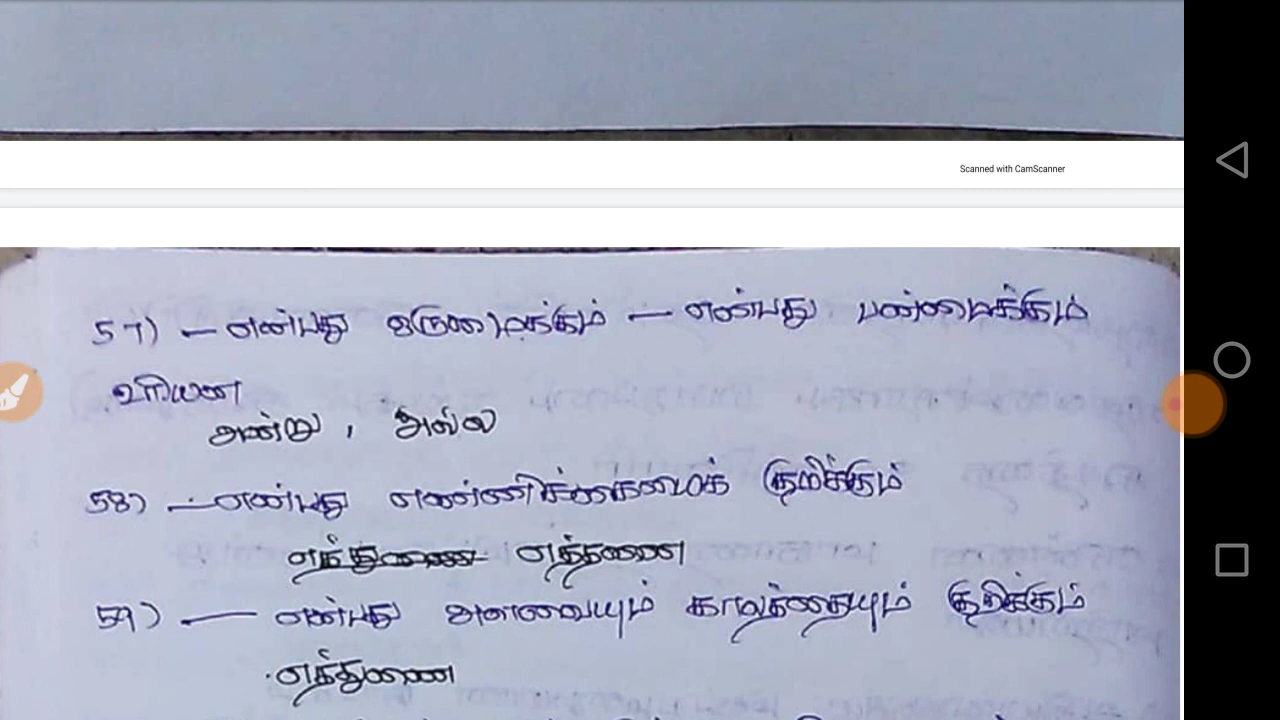 Scanned with CamScanner
57) — என்பது ஒருமைக்கும் — என்பது பன்மைக்கும்
உரியன
அன்று , அல்ல
58) — என்பது எண்ணிக்கையைக் குறிக்கும்
எத்துணை எத்தனை
59) — என்பது அளவையும் காலத்தையும் குறிக்கும்
எத்துணை